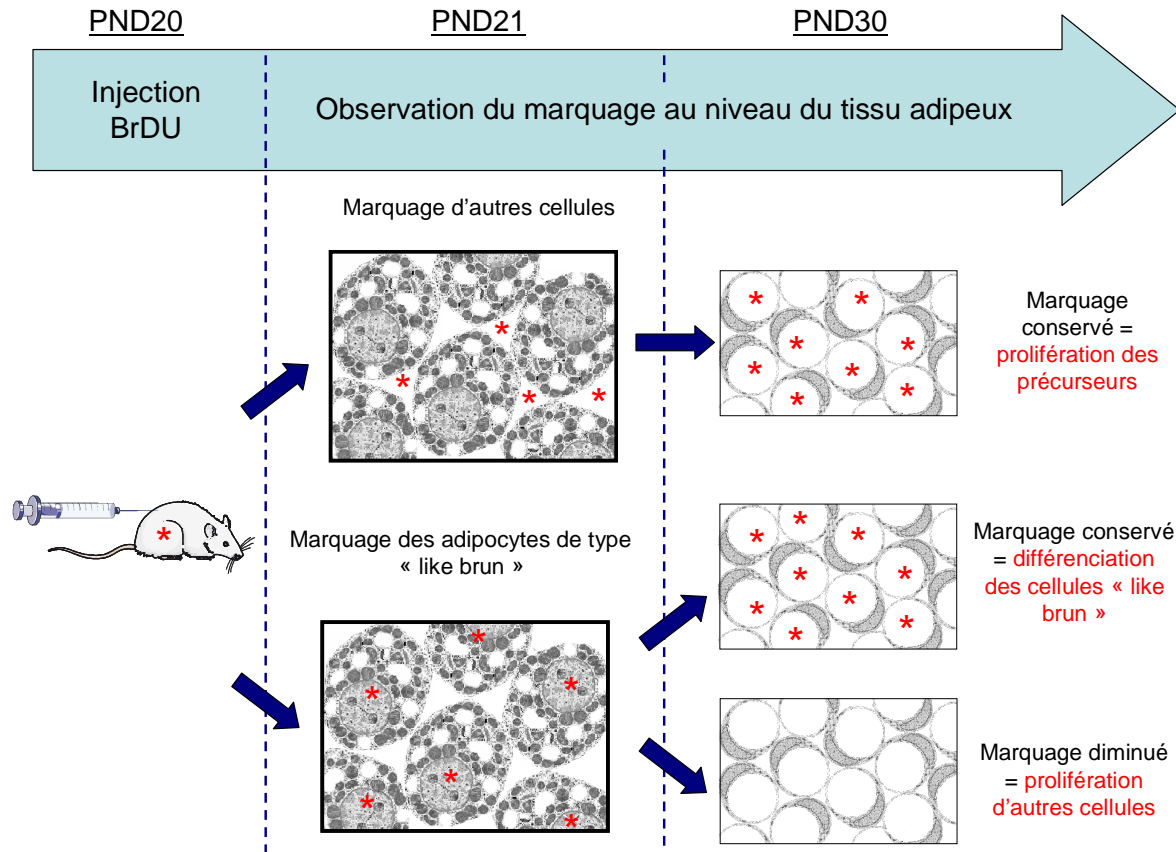 PND20
PND21
PND30
Injection
BrDU
Observation du marquage au niveau du tissu adipeux
Marquage d'autres cellules
Marquage
conservé =
prolifération des
précurseurs
Marquage des adipocytes de type
« like brun »
Marquage conservé
= différenciation
des cellules « like
brun »
Marquage diminué
= prolifération
d'autres cellules